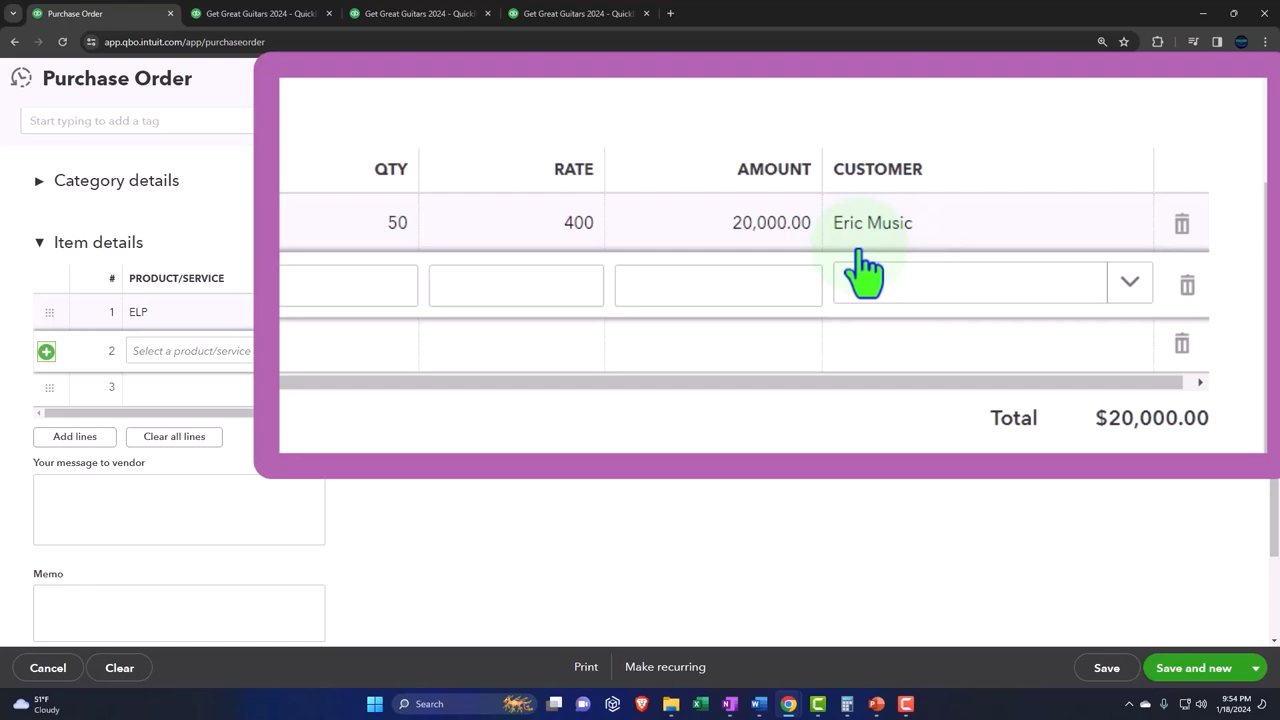 Purchase Order
Get Great Guitars 2024 - QuickB
Get Great Guitars 2024 - QuickB
Get Great Guitars 2024 - QuickB
app.qbo.intuit.com/app/purchaseorder
Purchase Order
Start typing to add a tag
Category details
Item details
# PRODUCT/SERVICE
1 ELP
2 Select a product/service
3
QTY RATE AMOUNT CUSTOMER
50 400 20,000.00 Eric Music
Total $20,000.00
Add lines Clear all lines
Your message to vendor
Memo
Cancel Clear Print Make recurring Save Save and new
51°F
Cloudy
Search
9:54 PM
1/18/2024